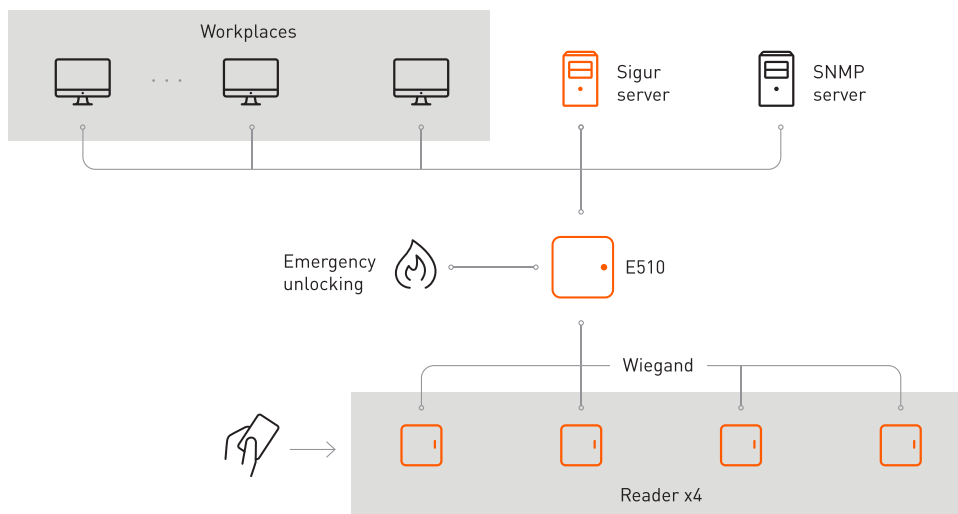 Workplaces
Sigur
server
SNMP
server
Emergency
unlocking
E510
Wiegand
Reader x4